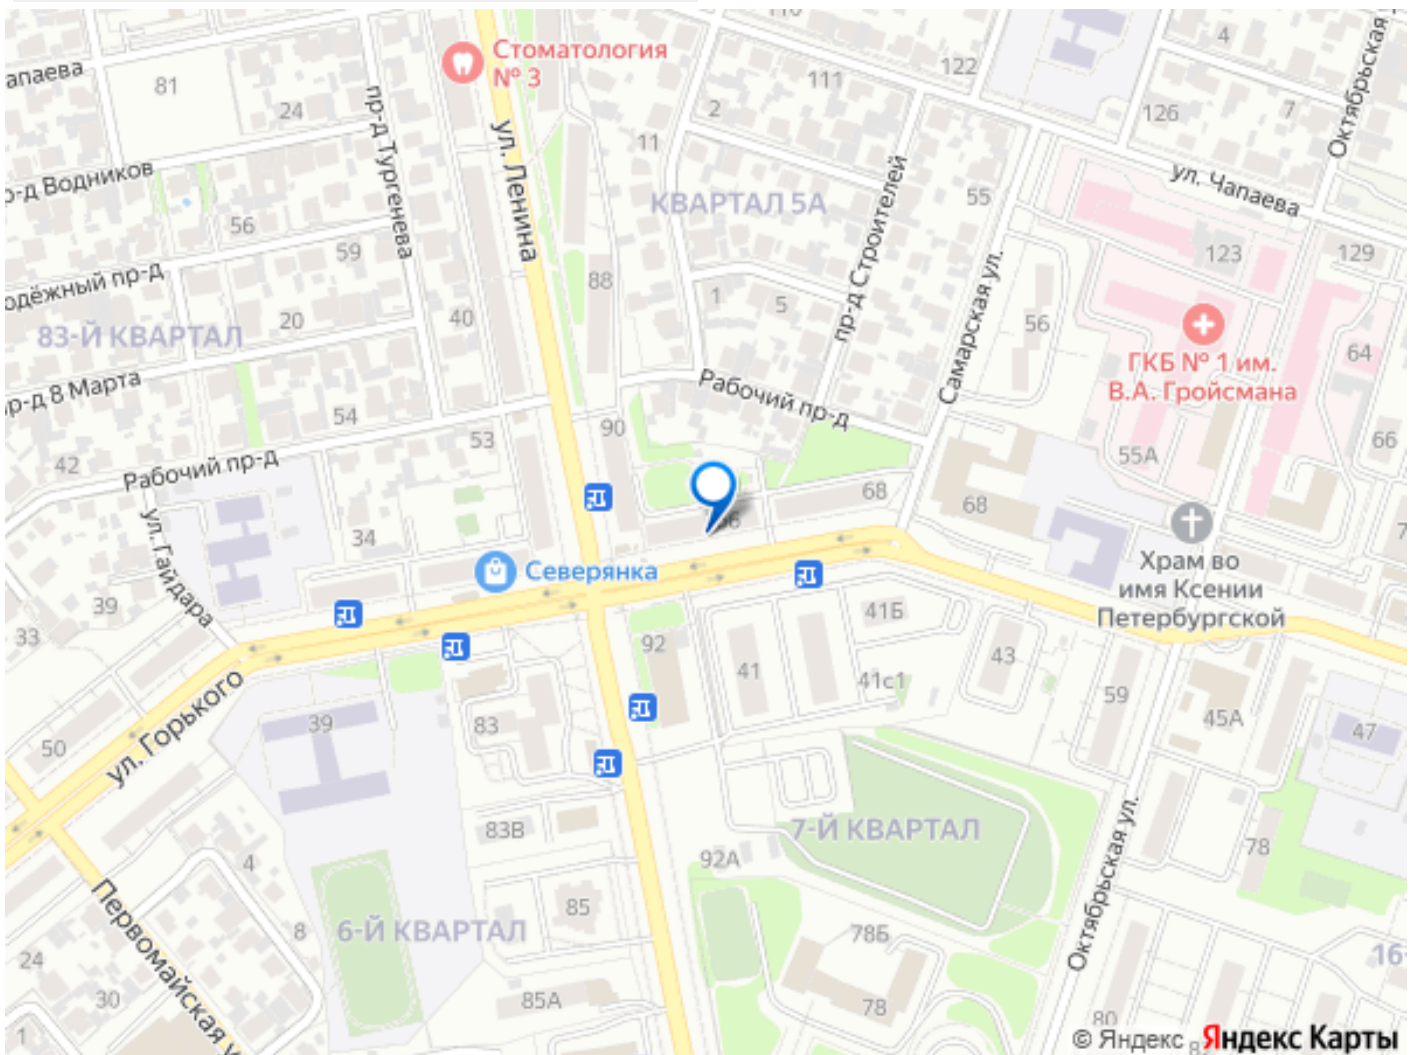 110
Стоматология
№ 3
4
Октябрьская
апаева
81
24
111
122
2
126
7
ул. Ленина
пр-д Тургенева
11
-д Водников
ул. Чапаева
КВАРТАЛ 5А
55
пр-д Строителей
56
59
123
129
одёжный пр-д
88
1
5
Самарская ул.
20
40
56
83-Й КВАРТАЛ
64
ГКБ № 1 им.
В.А. Гройсмана
р-д 8 Марта
Рабочий пр-д
54
90
53
66
42
Рабочий пр-д
55А
68
68
ул. Гайдара
34
Северянка
Храм во
имя Ксении
Петербургской
39
33
41Б
92
41
43
41с1
59
ул. Горького
39
83
45А
47
50
83В
7-Й КВАРТАЛ
Октябрьская ул.
92А
78
4
Первомайская
85
8
6-Й КВАРТАЛ
78Б
24
16-
30
85А
78
80
1
© Яндекс Яндекс Карты